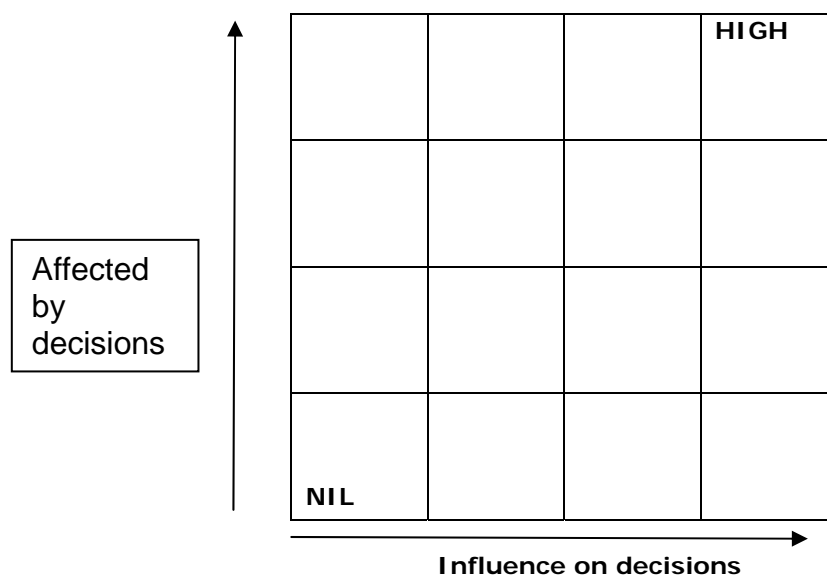 HIGH
Affected
by
decisions
NIL
Influence on decisions